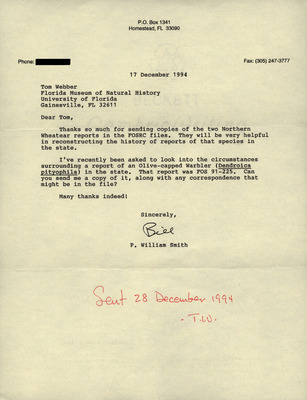 P.O. Box 1341
Homestead, FL 33090
Phone:
Fax: (305) 247-3777
17 December 1994
Tom Webber
Florida Museum of Natural History
University of Florida
Gainesville, FL 32611
Dear Tom,
Thanks so much for sending copies of the two Northern
Wheatear reports in the FOSRC files. They will be very helpful
in reconstructing the history of reports of that species in
the state.
I've recently been asked to look into the circumstances
surrounding a report of an Olive-capped Warbler (Dendroica
pityophila) in the state. That report was FOS 91-225. Can
you send me a copy of it, along with any correspondence that
might be in the file?
Many thanks indeed!
Sincerely,
Bill
P. William Smith
Sent 28 December 1994
- T.W.